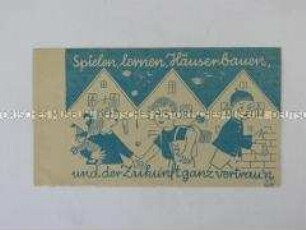 Spielen, lernen, Häuserbauen,
und der Zukunft ganz vertrau'n